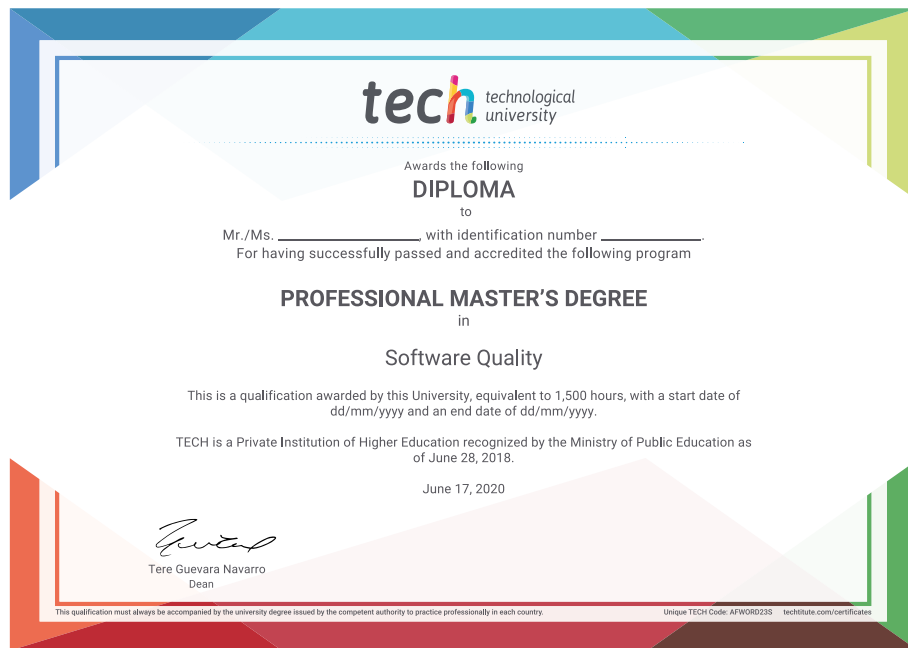 tech technological
university
Awards the following
DIPLOMA
to
Mr./Ms. ____________________, with identification number ______________.
For having successfully passed and accredited the following program
PROFESSIONAL MASTER'S DEGREE
in
Software Quality
This is a qualification awarded by this University, equivalent to 1,500 hours, with a start date of
dd/mm/yyyy and an end date of dd/mm/yyyy.
TECH is a Private Institution of Higher Education recognized by the Ministry of Public Education as
of June 28, 2018.
June 17, 2020
Tere Guevara Navarro
Dean
This qualification must always be accompanied by the university degree issued by the competent authority to practice professionally in each country. Unique TECH Code: AFWORD23S techtitute.com/certificates